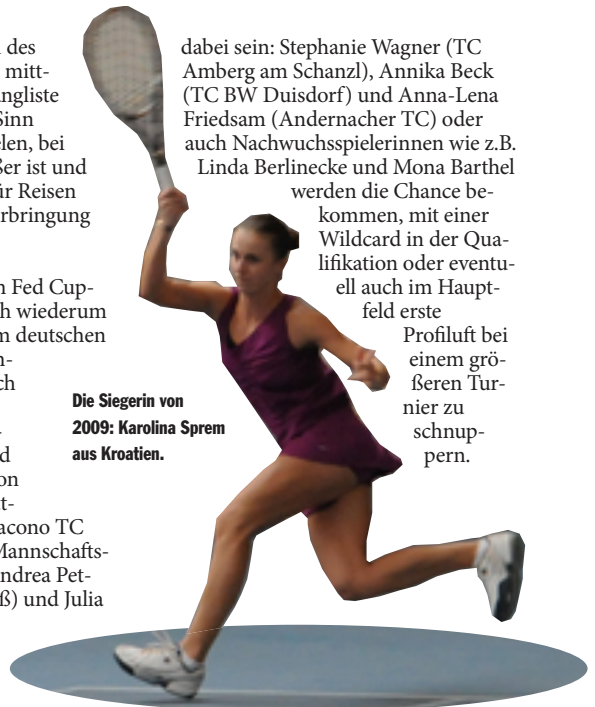 des
mitt-
ngliste
Sinn
elen, bei
ßer ist und
ür Reisen
rbringung
n Fed Cup-
h wiederum
m deutschen
n-
ch
d
on
t-
acono TC
Mannschafts-
ndrea Pet-
ß) und Julia
Die Siegerin von
2009: Karolina Sprem
aus Kroatien.
dabei sein: Stephanie Wagner (TC
Amberg am Schanzl), Annika Beck
(TC BW Duisdorf) und Anna-Lena
Friedsam (Andernacher TC) oder
auch Nachwuchsspielerinnen wie z.B.
Linda Berlinecke und Mona Barthel
werden die Chance be-
kommen, mit einer
Wildcard in der Qua-
lifikation oder eventu-
ell auch im Haupt-
feld erste
Profiluft bei
einem grö-
ßeren Tur-
nier zu
schnup-
pern.